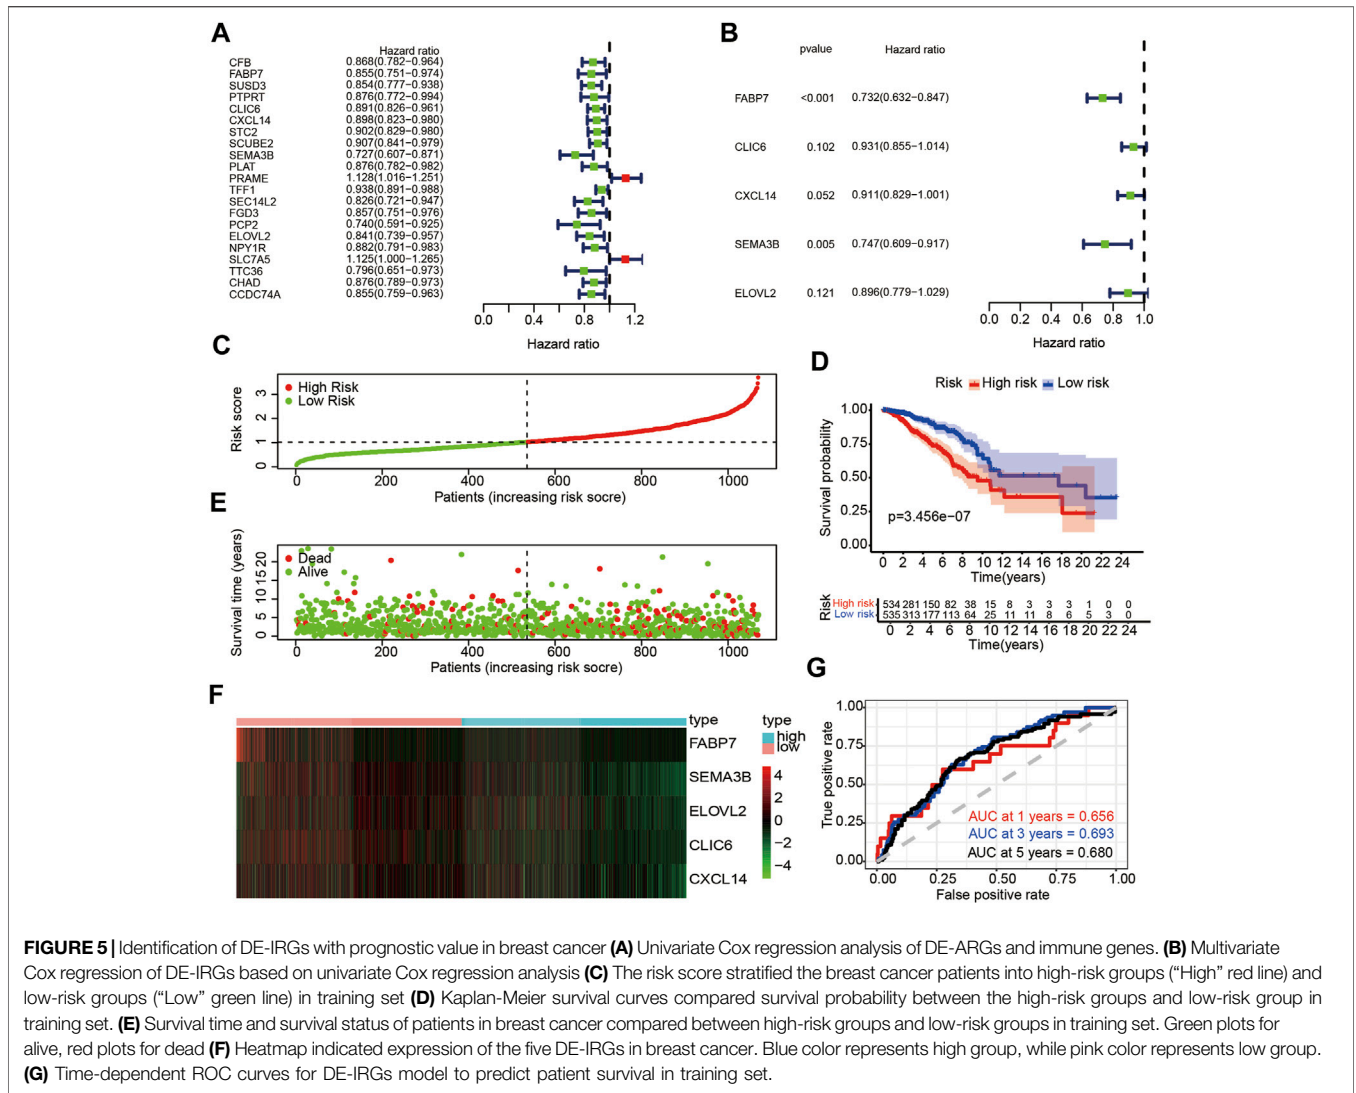 A
Hazard ratio
CFB 0.868(0.782−0.964)
FABP7 0.855(0.751−0.974)
SUSD3 0.854(0.777−0.938)
PTPRT 0.876(0.772−0.994)
CLIC6 0.891(0.826−0.961)
CXCL14 0.898(0.823−0.980)
STC2 0.902(0.829−0.980)
SCUBE2 0.907(0.841−0.979)
SEMA3B 0.727(0.607−0.871)
PLAT 0.876(0.782−0.982)
PRAME 1.128(1.016−1.251)
TFF1 0.938(0.891−0.988)
SEC14L2 0.826(0.721−0.947)
FGD3 0.857(0.751−0.976)
PCP2 0.740(0.591−0.925)
ELOVL2 0.841(0.739−0.957)
NPY1R 0.882(0.791−0.983)
SLC7A5 1.125(1.000−1.265)
TTC36 0.796(0.651−0.973)
CHAD 0.876(0.789−0.973)
CCDC74A 0.855(0.759−0.963)
0.0 0.4 0.8 1.2
Hazard ratio
B
pvalue Hazard ratio
FABP7 <0.001 0.732(0.632−0.847)
CLIC6 0.102 0.931(0.855−1.014)
CXCL14 0.052 0.911(0.829−1.001)
SEMA3B 0.005 0.747(0.609−0.917)
ELOVL2 0.121 0.896(0.779−1.029)
0.0 0.2 0.4 0.6 0.8 1.0
Hazard ratio
C
High Risk
Low Risk
Risk score
3
2
1
0
0 200 400 600 800 1000
Patients (increasing risk socre)
D
Risk High risk Low risk
Survival probability
1.00
0.75
0.50
0.25
0.00
p=3.456e−07
0 2 4 6 8 10 12 14 16 18 20 22 24
Time(years)
Risk
High risk 534 281 150 82 38 15 8 3 3 3 1 0 0
Low risk 535 313 177 113 64 25 11 11 8 6 5 3 0
0 2 4 6 8 10 12 14 16 18 20 22 24
Time(years)
E
Dead
Alive
Survival time (years)
20
15
10
5
0
0 200 400 600 800 1000
Patients (increasing risk socre)
F
type
FABP7
SEMA3B
ELOVL2
CLIC6
CXCL14
type
high
low
4
2
0
−2
−4
G
True positive rate
1.00
0.75
0.50
0.25
0.00
AUC at 1 years = 0.656
AUC at 3 years = 0.693
AUC at 5 years = 0.680
0.00 0.25 0.50 0.75 1.00
False positive rate
FIGURE 5 | Identification of DE-IRGs with prognostic value in breast cancer (A) Univariate Cox regression analysis of DE-ARGs and immune genes. (B) Multivariate
Cox regression of DE-IRGs based on univariate Cox regression analysis (C) The risk score stratified the breast cancer patients into high-risk groups (“High” red line) and
low-risk groups (“Low” green line) in training set (D) Kaplan-Meier survival curves compared survival probability between the high-risk groups and low-risk group in
training set. (E) Survival time and survival status of patients in breast cancer compared between high-risk groups and low-risk groups in training set. Green plots for
alive, red plots for dead (F) Heatmap indicated expression of the five DE-IRGs in breast cancer. Blue color represents high group, while pink color represents low group.
(G) Time-dependent ROC curves for DE-IRGs model to predict patient survival in training set.